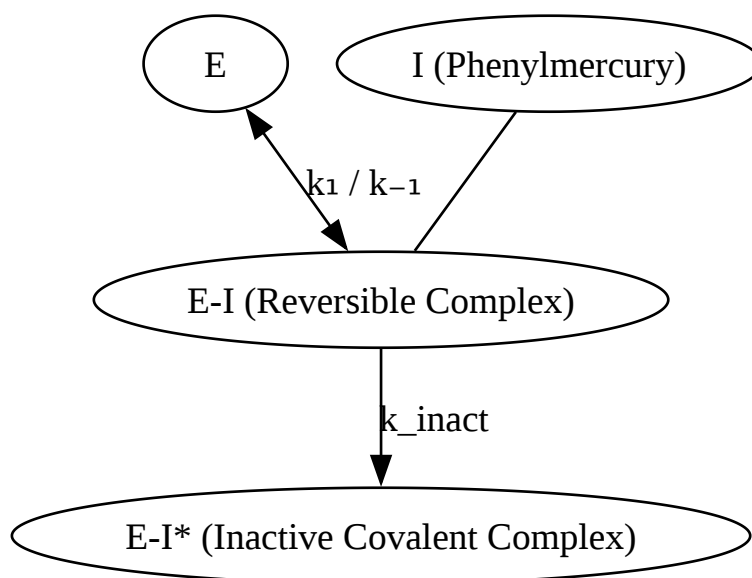 E
I (Phenylmercury)
k₁ / k₋₁
E-I (Reversible Complex)
k_inact
E-I* (Inactive Covalent Complex)